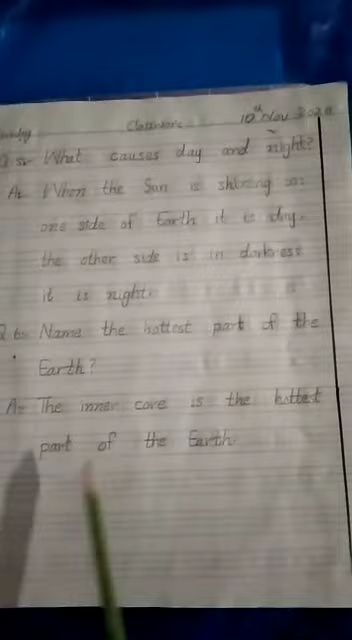 Classwork 10th Nov
Q 5:- What causes day and night?
A:- When the Sun is shining on
one side of Earth it is day.
the other side is in darkness
it is night.
Q 6:- Name the hottest part of the
Earth?
A:- The inner core is the hottest
part of the Earth.